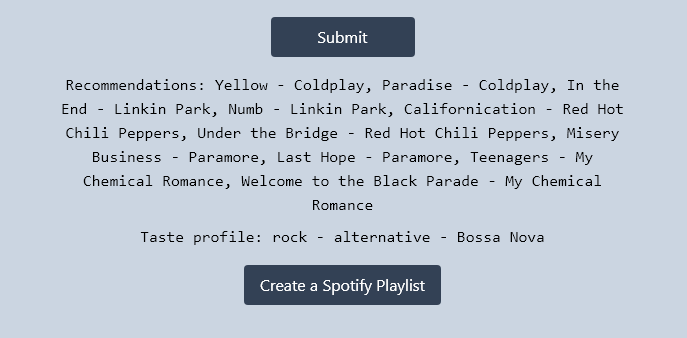 Submit
Recommendations: Yellow - Coldplay, Paradise - Coldplay, In the
End - Linkin Park, Numb - Linkin Park, Californication - Red Hot
Chili Peppers, Under the Bridge - Red Hot Chili Peppers, Misery
Business - Paramore, Last Hope - Paramore, Teenagers - My
Chemical Romance, Welcome to the Black Parade - My Chemical
Romance
Taste profile: rock - alternative - Bossa Nova
Create a Spotify Playlist